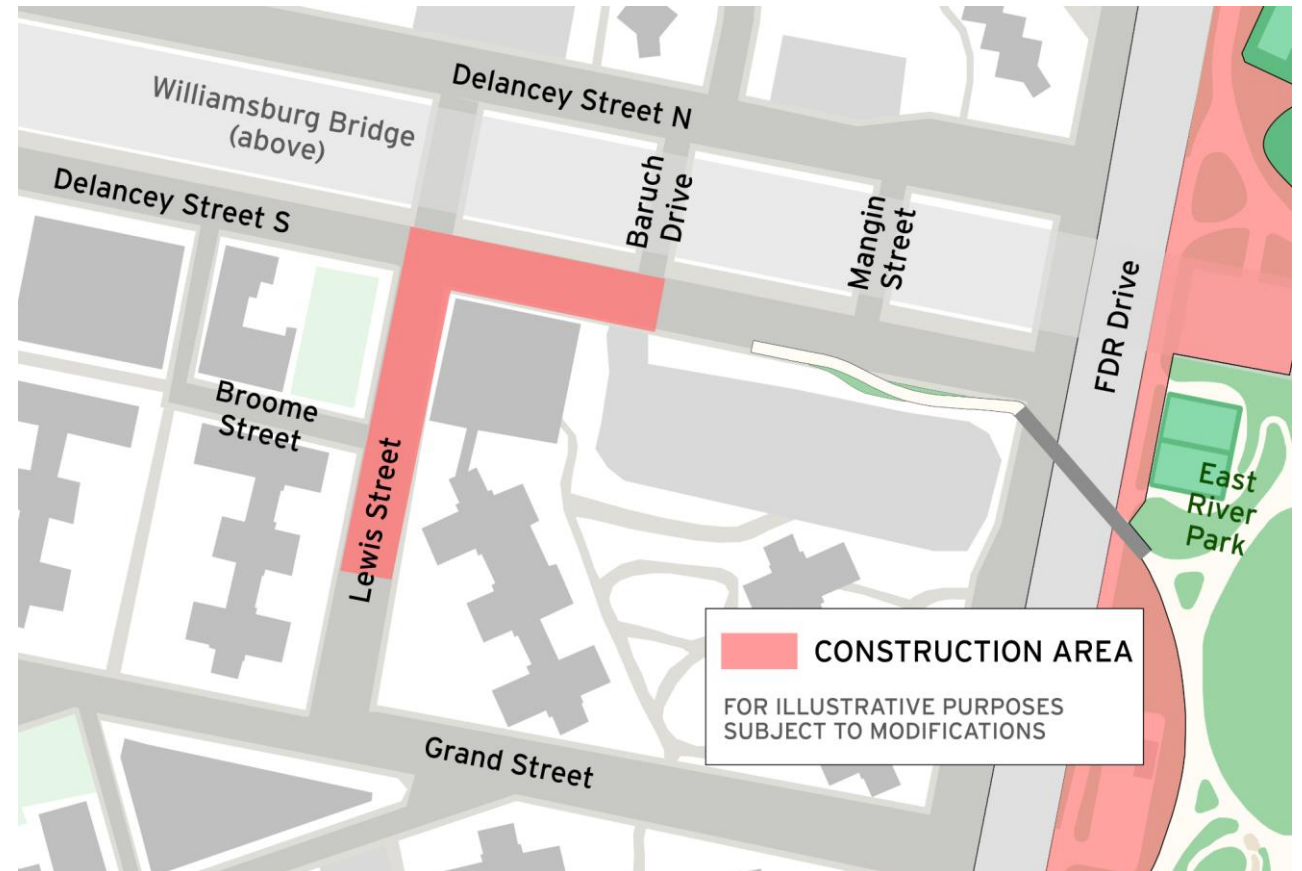 Delancey Street N
Williamsburg Bridge
(above)
Delancey Street S
Baruch
Drive
Mangin
Street
FDR Drive
Broome
Street
Lewis Street
East
River
Park
CONSTRUCTION AREA
FOR ILLUSTRATIVE PURPOSES
SUBJECT TO MODIFICATIONS
Grand Street